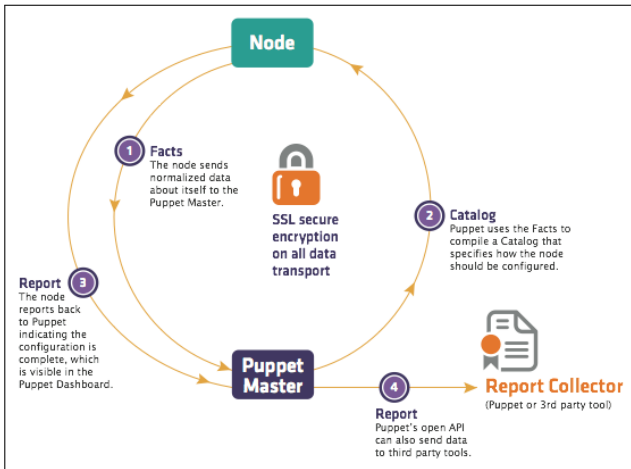 Node
1
Facts
The node sends
normalized data
about itself to the
Puppet Master.
SSL secure
encryption
on all data
transport
2
Catalog
Puppet uses the Facts to
compile a Catalog that
specifies how the node
should be configured.
3
Report
The node
reports back
to Puppet
indicating the
configuration is
complete, which
is visible in the
Puppet Dashboard.
Puppet
Master
4
Report
Puppet's open API
can also send data
to third party tools.
Report Collector
(Puppet or 3rd party tool)